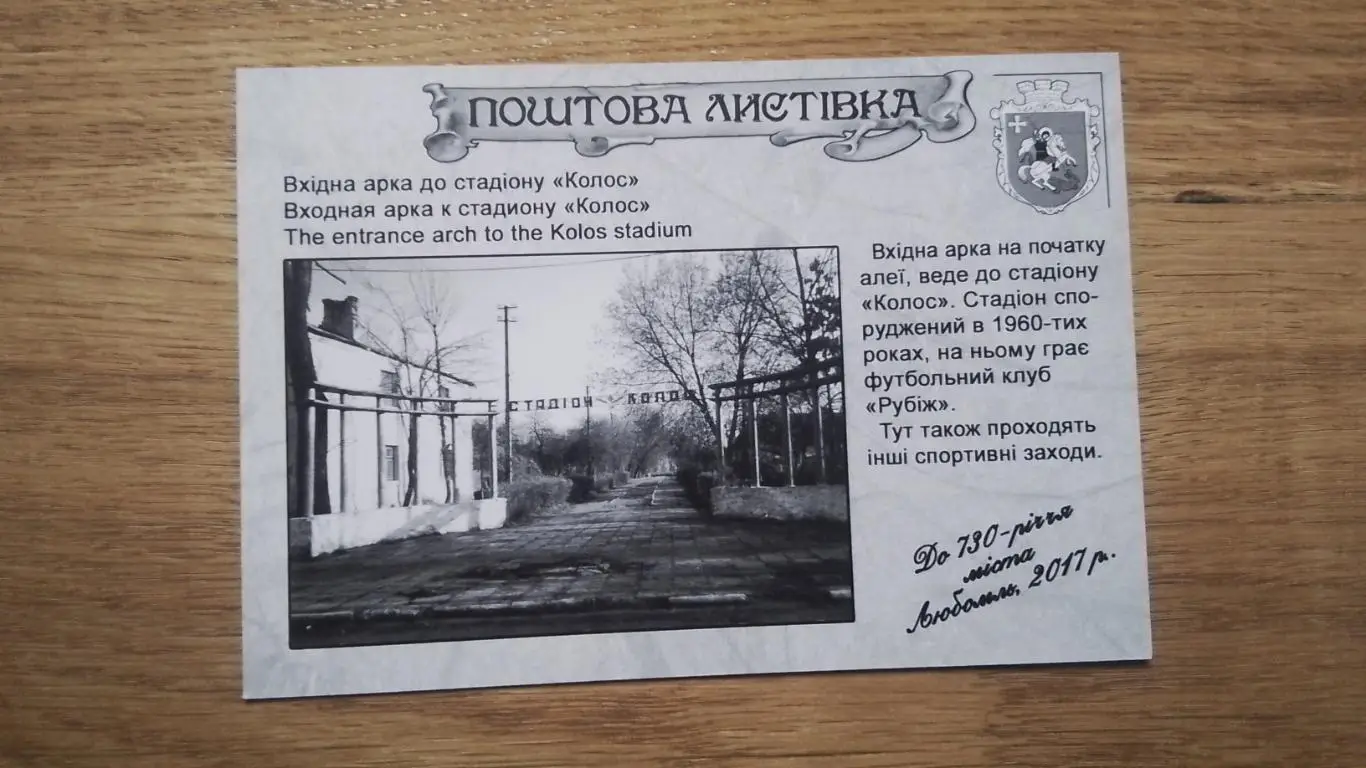 ПОШТОВА ЛИСТІВКА
Вхідна арка до стадіону «Колос»
Входная арка к стадиону «Колос»
The entrance arch to the Kolos stadium
СТАДІОН КОЛОС
Вхідна арка на початку
алеї, веде до стадіону
«Колос». Стадіон спо-
руджений в 1960-тих
роках, на ньому грає
футбольний клуб
«Рубіж».
Тут також проходять
інші спортивні заходи.
До 730-річчя
міста
Любомль, 2017 р.